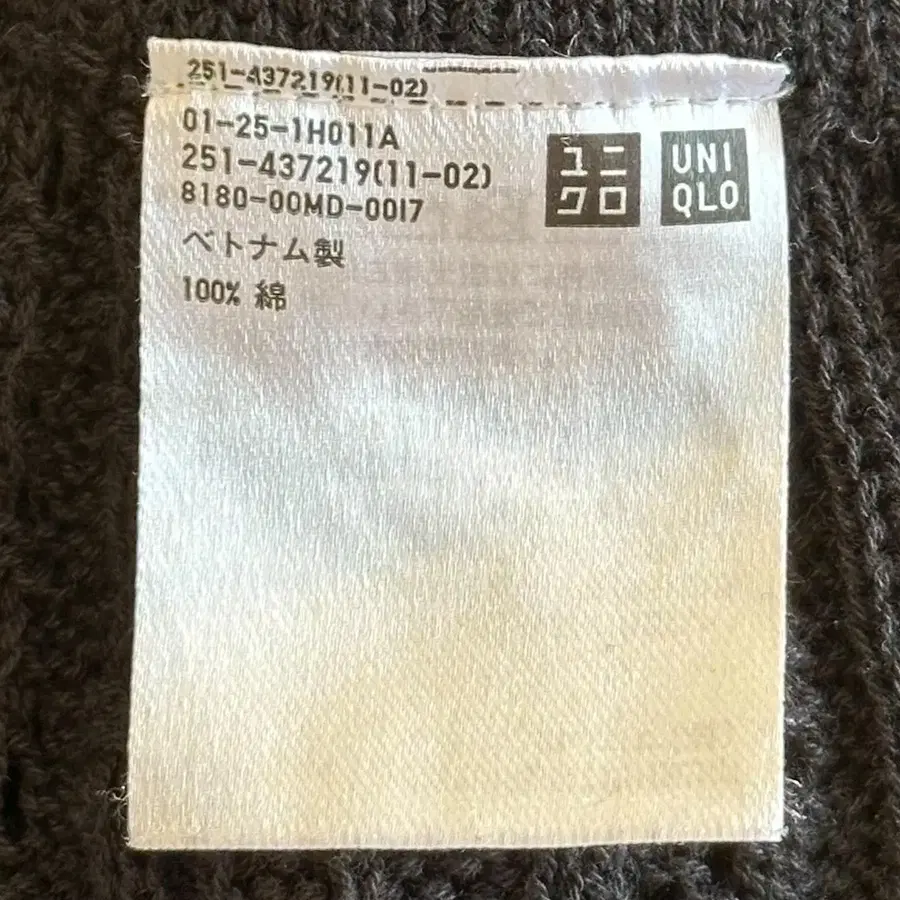 251-437219(11-02)
01-25-1H011A
251-437219(11-02)
8180-00MD-0017
ベトナム製
100% 綿
ユニ
クロ
UNI
QLO